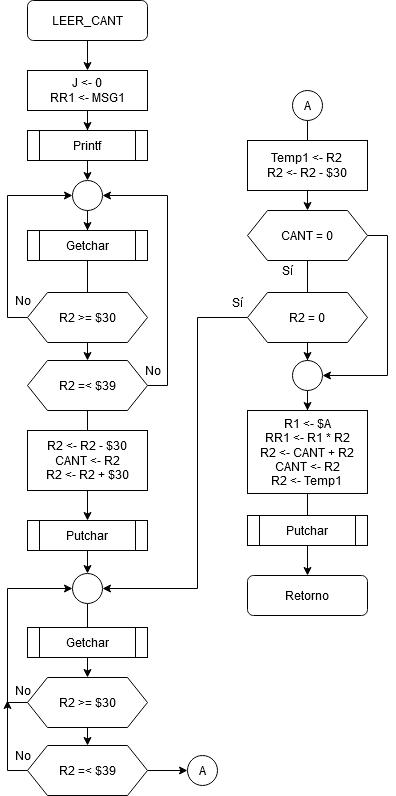 LEER_CANT
J <- 0
RR1 <- MSG1
Printf
Getchar
No
R2 >= $30
No
R2 =< $39
R2 <- R2 - $30
CANT <- R2
R2 <- R2 + $30
Putchar
Getchar
No
R2 >= $30
No
R2 =< $39
A
A
Temp1 <- R2
R2 <- R2 - $30
CANT = 0
Sí
Sí
R2 = 0
R1 <- $A
RR1 <- R1 * R2
R2 <- CANT + R2
CANT <- R2
R2 <- Temp1
Putchar
Retorno